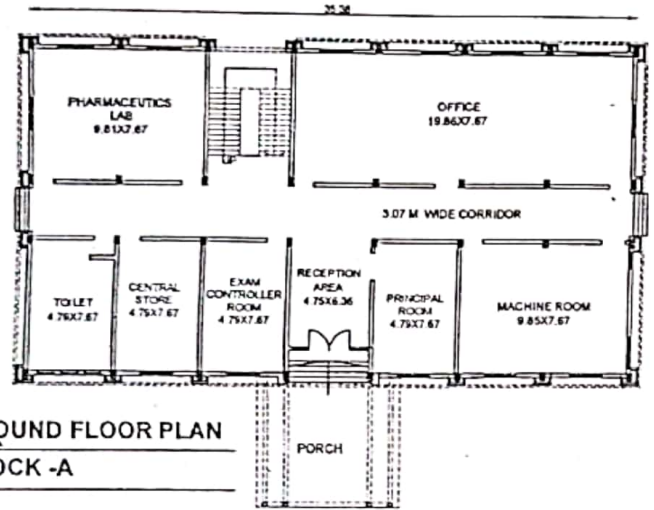 35.36
PHARMACEUTICS
LAB
9.81X7.67
OFFICE
19.86X7.67
3.07 M WIDE CORRIDOR
TOILET
4.79X7.67
CENTRAL
STORE
4.75X7.67
EXAM
CONTROLLER
ROOM
4.79X7.67
RECEPTION
AREA
4.75X6.36
PRINCIPAL
ROOM
4.79X7.67
MACHINE ROOM
9.85X7.67
PORCH
OUND FLOOR PLAN
OCK -A